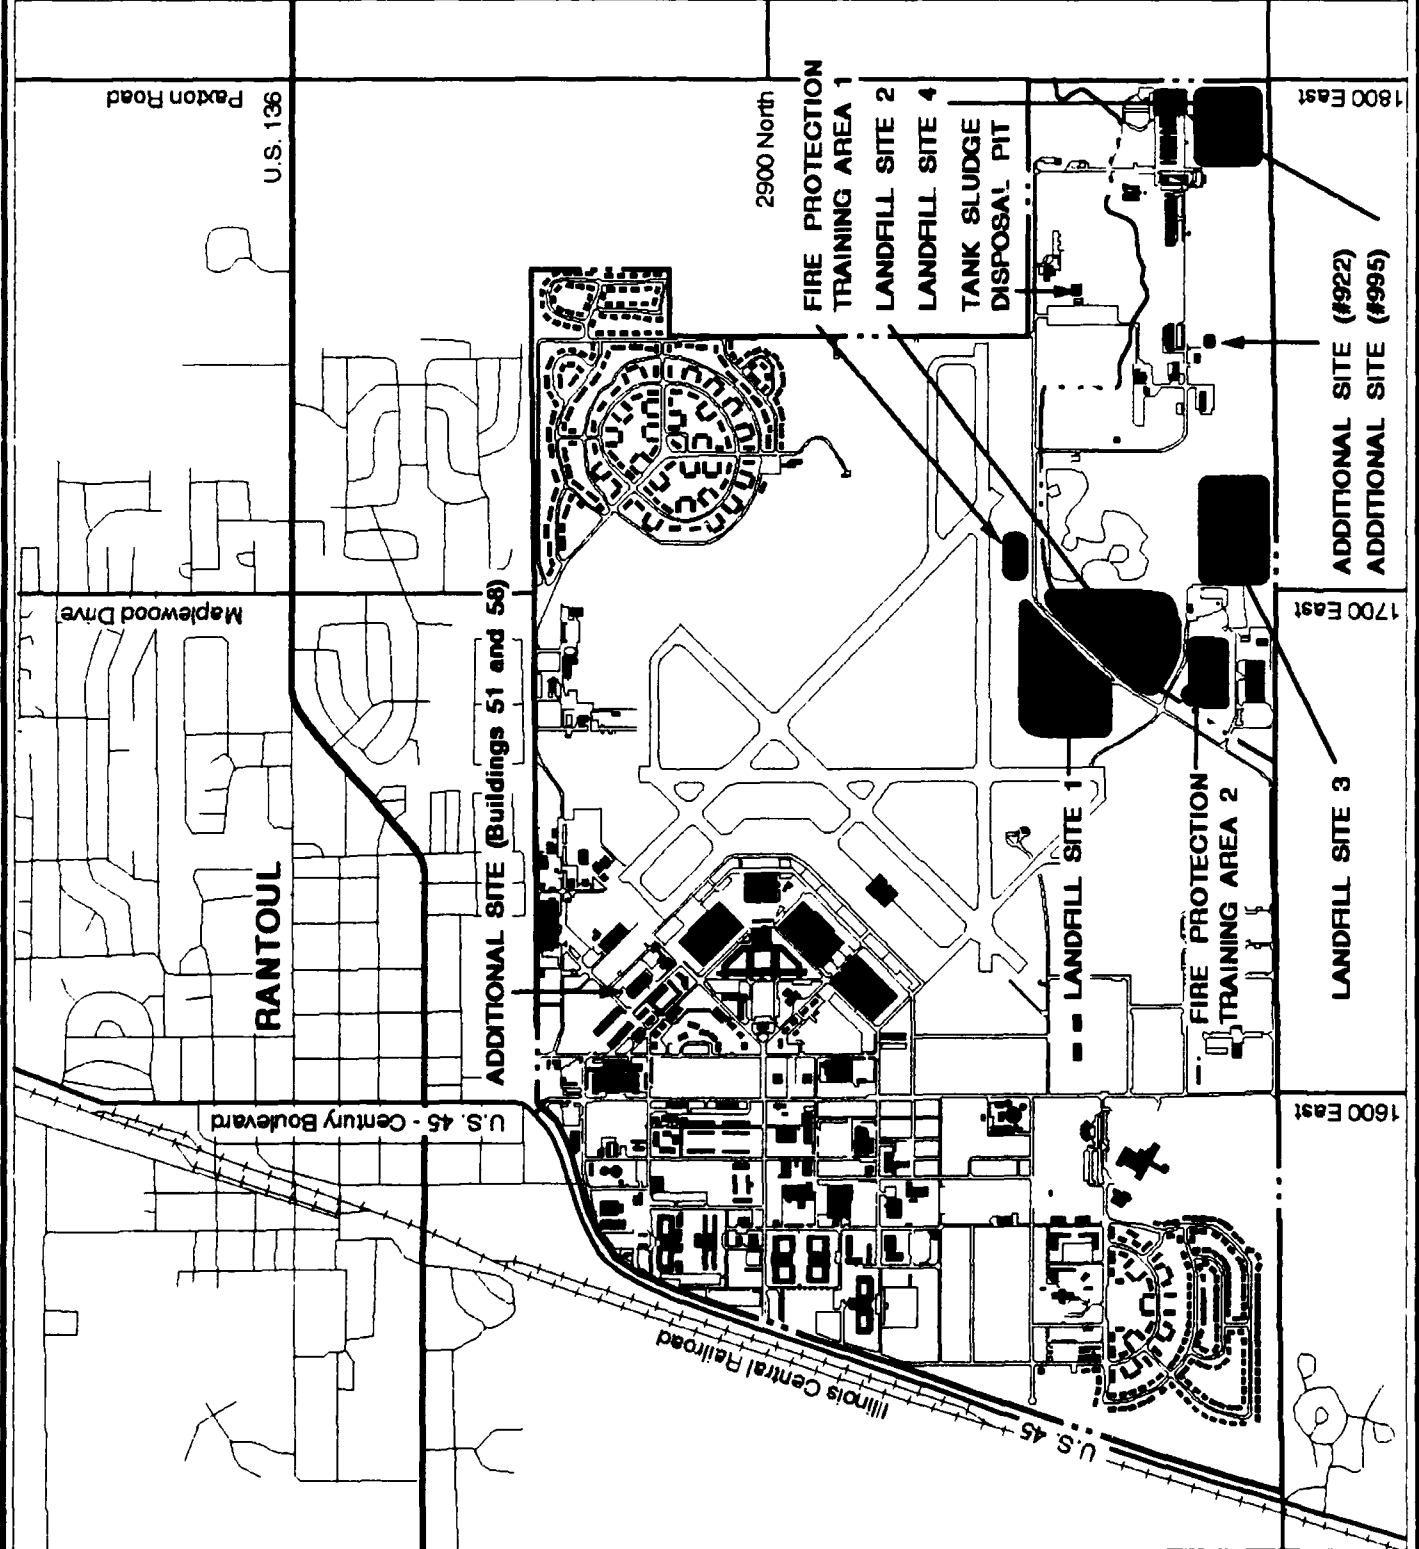 Paxton Road
U.S. 136
2900 North
FIRE PROTECTION
TRAINING AREA 1
LANDFILL SITE 2
LANDFILL SITE 4
TANK SLUDGE
DISPOSAL PIT
1800 East
ADDITIONAL SITE (#922)
ADDITIONAL SITE (#995)
Maplewood Drive
1700 East
RANTOUL
ADDITIONAL SITE (Buildings 51 and 58)
LANDFILL SITE 1
FIRE PROTECTION
TRAINING AREA 2
LANDFILL SITE 3
U.S. 45 - Century Boulevard
1600 East
Illinois Central Railroad
U.S. 45